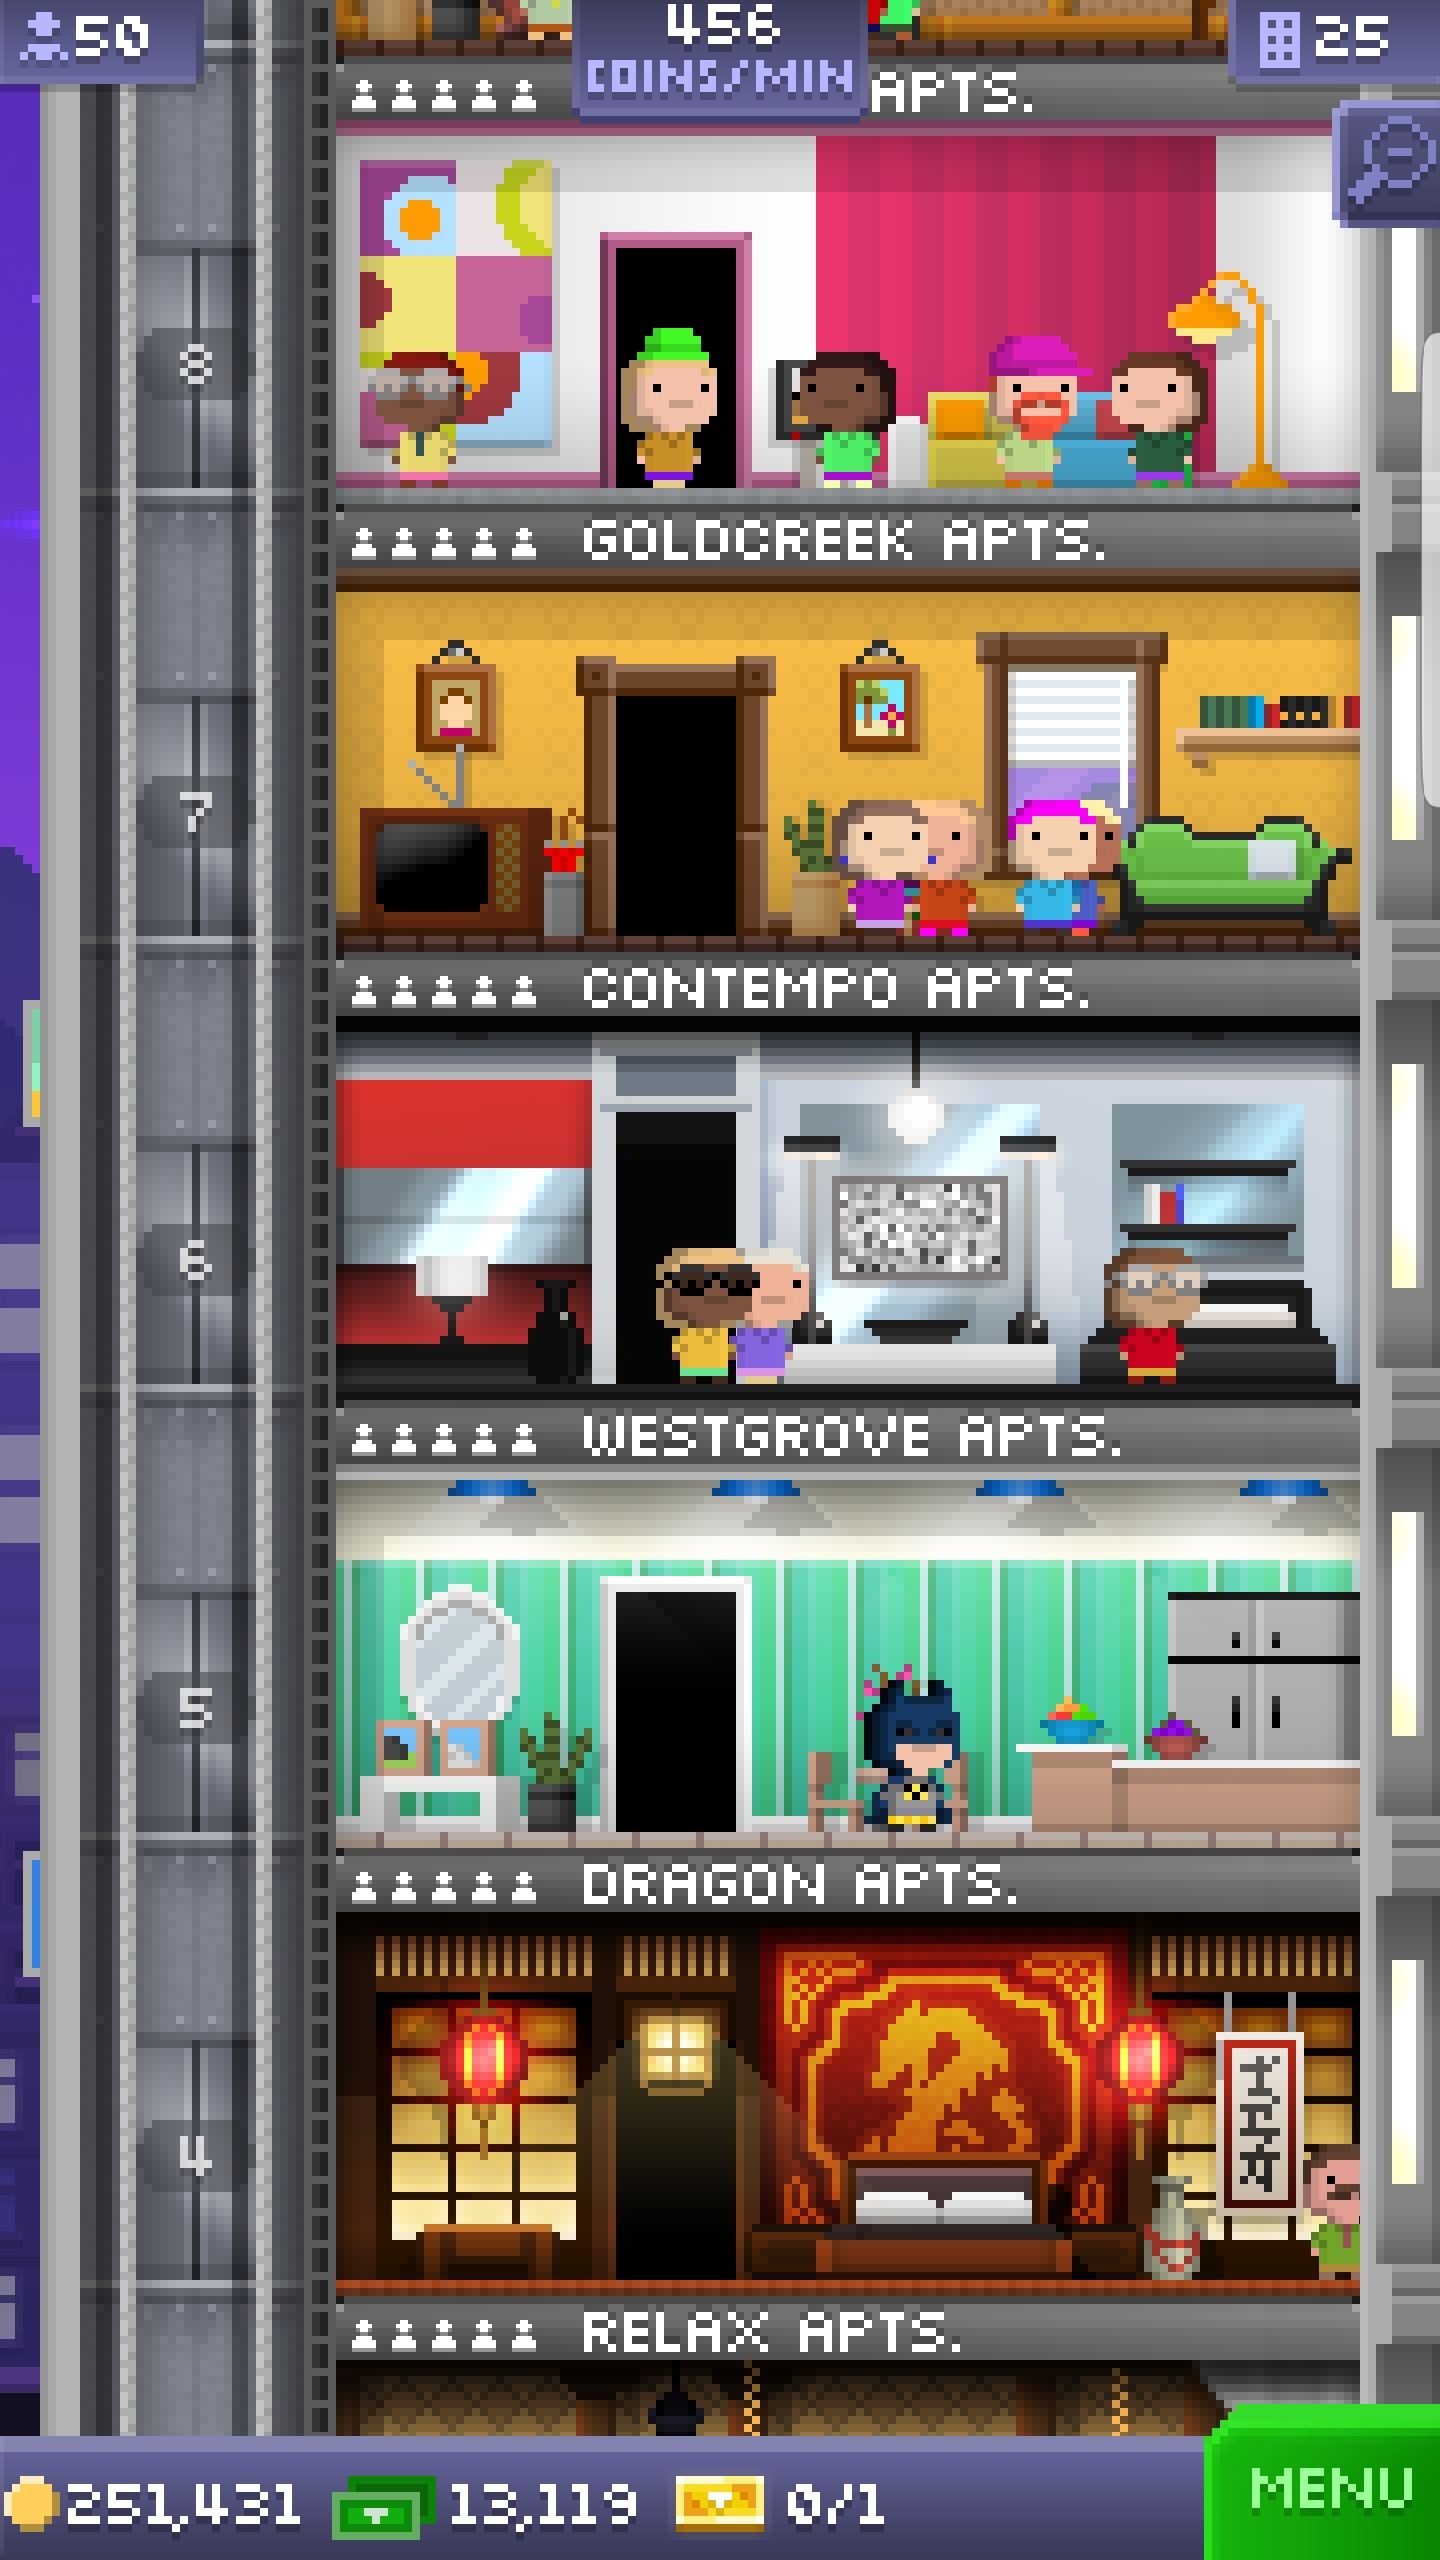 50
456
COINS/MIN
25
APTS.
8
GOLDCREEK APTS.
7
CONTEMPO APTS.
6
WESTGROVE APTS.
5
DRAGON APTS.
4
RELAX APTS.
251,431 13,119 0/1
MENU